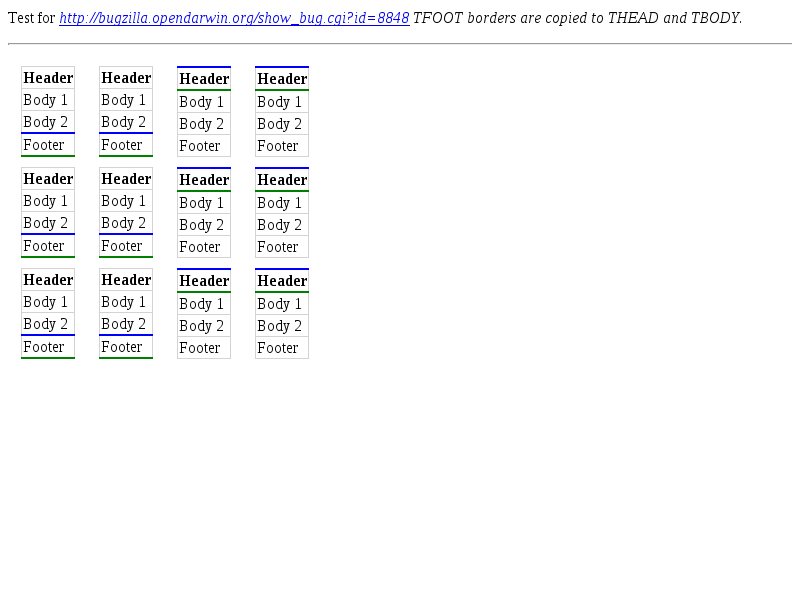 Test for http://bugzilla.opendarwin.org/show_bug.cgi?id=8848 TFOOT borders are copied to THEAD and TBODY.
Header Header Header Header
Body 1 Body 1 Body 1 Body 1
Body 2 Body 2 Body 2 Body 2
Footer Footer Footer Footer
Header Header Header Header
Body 1 Body 1 Body 1 Body 1
Body 2 Body 2 Body 2 Body 2
Footer Footer Footer Footer
Header Header Header Header
Body 1 Body 1 Body 1 Body 1
Body 2 Body 2 Body 2 Body 2
Footer Footer Footer Footer